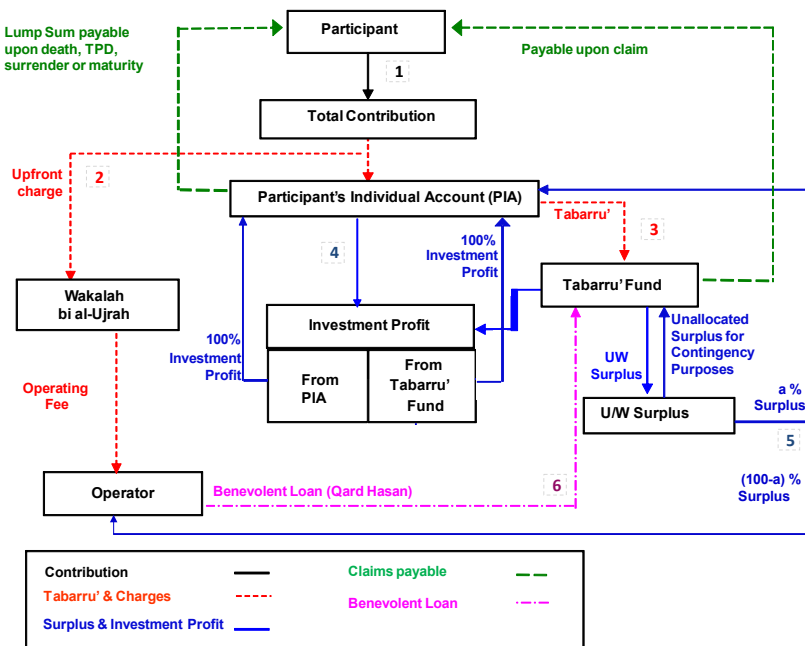 Lump Sum payable
upon death, TPD,
surrender or maturity
Participant
Payable upon claim
1
Total Contribution
2
Upfront
charge
Participant's Individual Account (PIA)
Tabarru'
3
4
100%
Investment
Profit
Tabarru' Fund
Wakalah
bi al-Ujrah
Investment Profit
100%
Investment
Profit
From
PIA
From
Tabarru'
Fund
UW
Surplus
Unallocated
Surplus for
Contingency
Purposes
Operating
Fee
U/W Surplus
a %
Surplus
5
(100-a) %
Surplus
Operator
Benevolent Loan (Qard Hasan)
6
Contribution
Claims payable
Tabarru' & Charges
Benevolent Loan
Surplus & Investment Profit